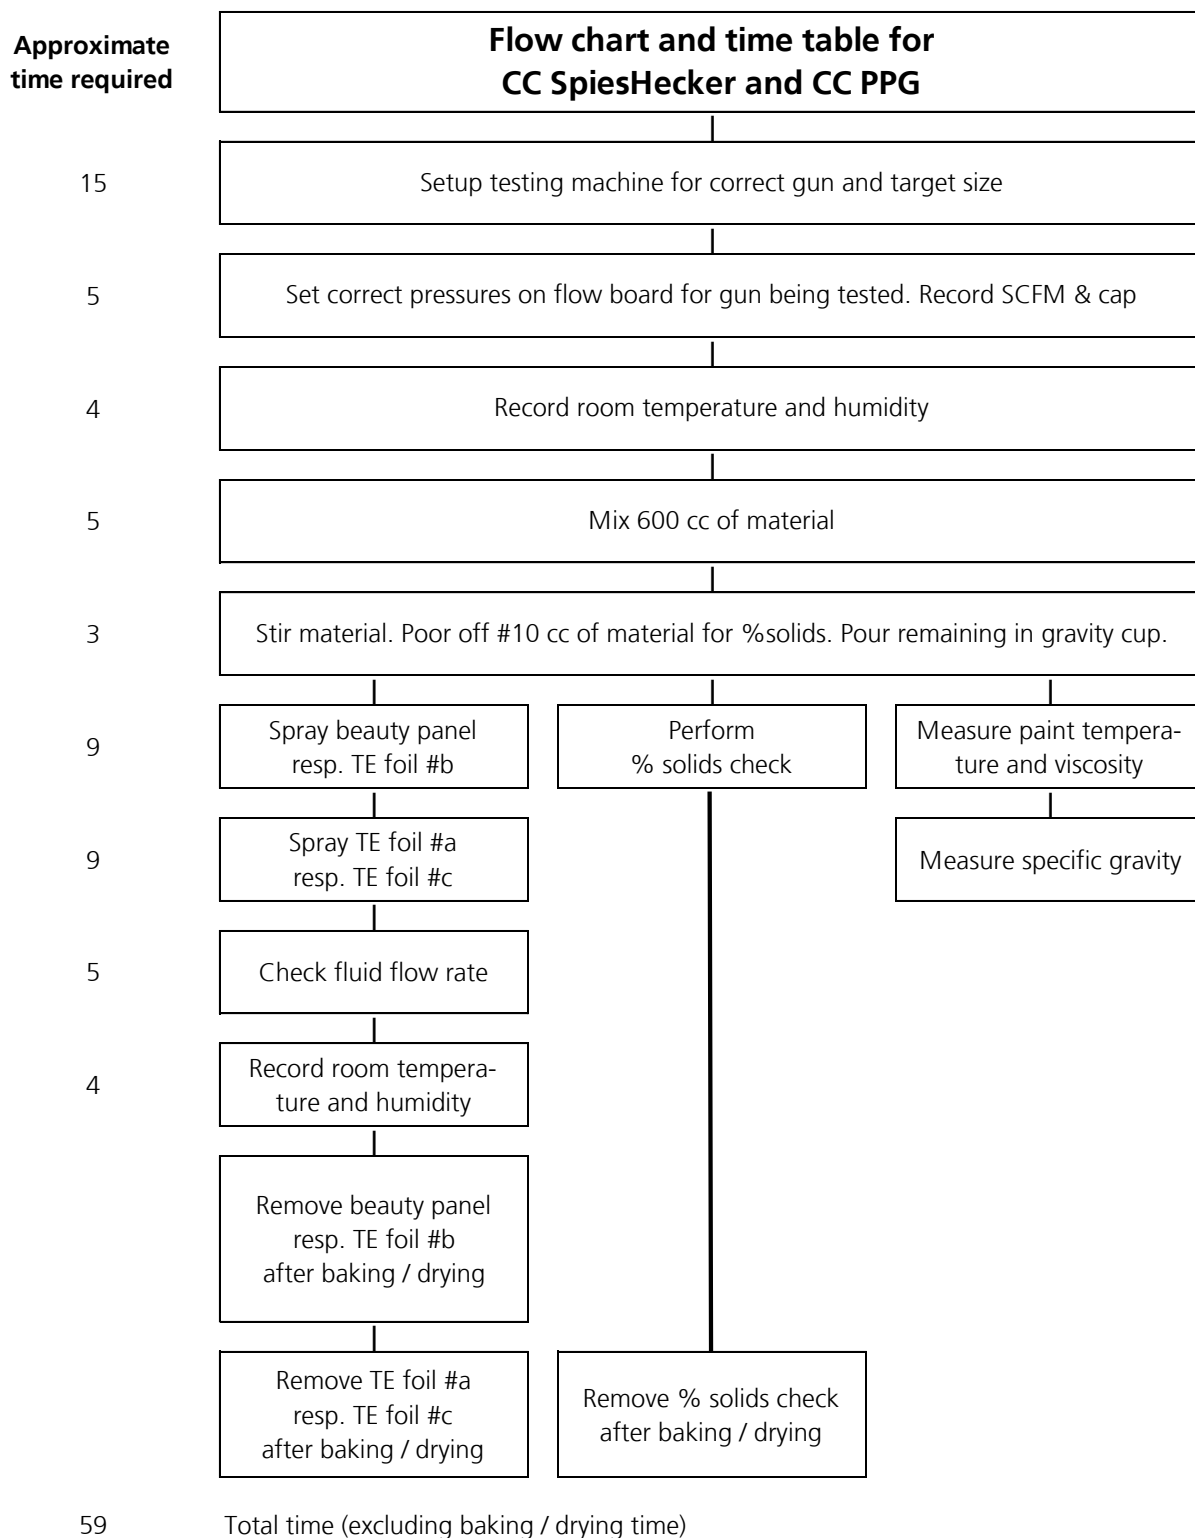 Approximate
time required
Flow chart and time table for
CC SpiesHecker and CC PPG
15
Setup testing machine for correct gun and target size
5
Set correct pressures on flow board for gun being tested. Record SCFM & cap
4
Record room temperature and humidity
5
Mix 600 cc of material
3
Stir material. Poor off #10 cc of material for %solids. Pour remaining in gravity cup.
9
Spray beauty panel
resp. TE foil #b
Perform
% solids check
Measure paint tempera-
ture and viscosity
9
Spray TE foil #a
resp. TE foil #c
Measure specific gravity
5
Check fluid flow rate
4
Record room tempera-
ture and humidity
Remove beauty panel
resp. TE foil #b
after baking / drying
Remove TE foil #a
resp. TE foil #c
after baking / drying
Remove % solids check
after baking / drying
59
Total time (excluding baking / drying time)